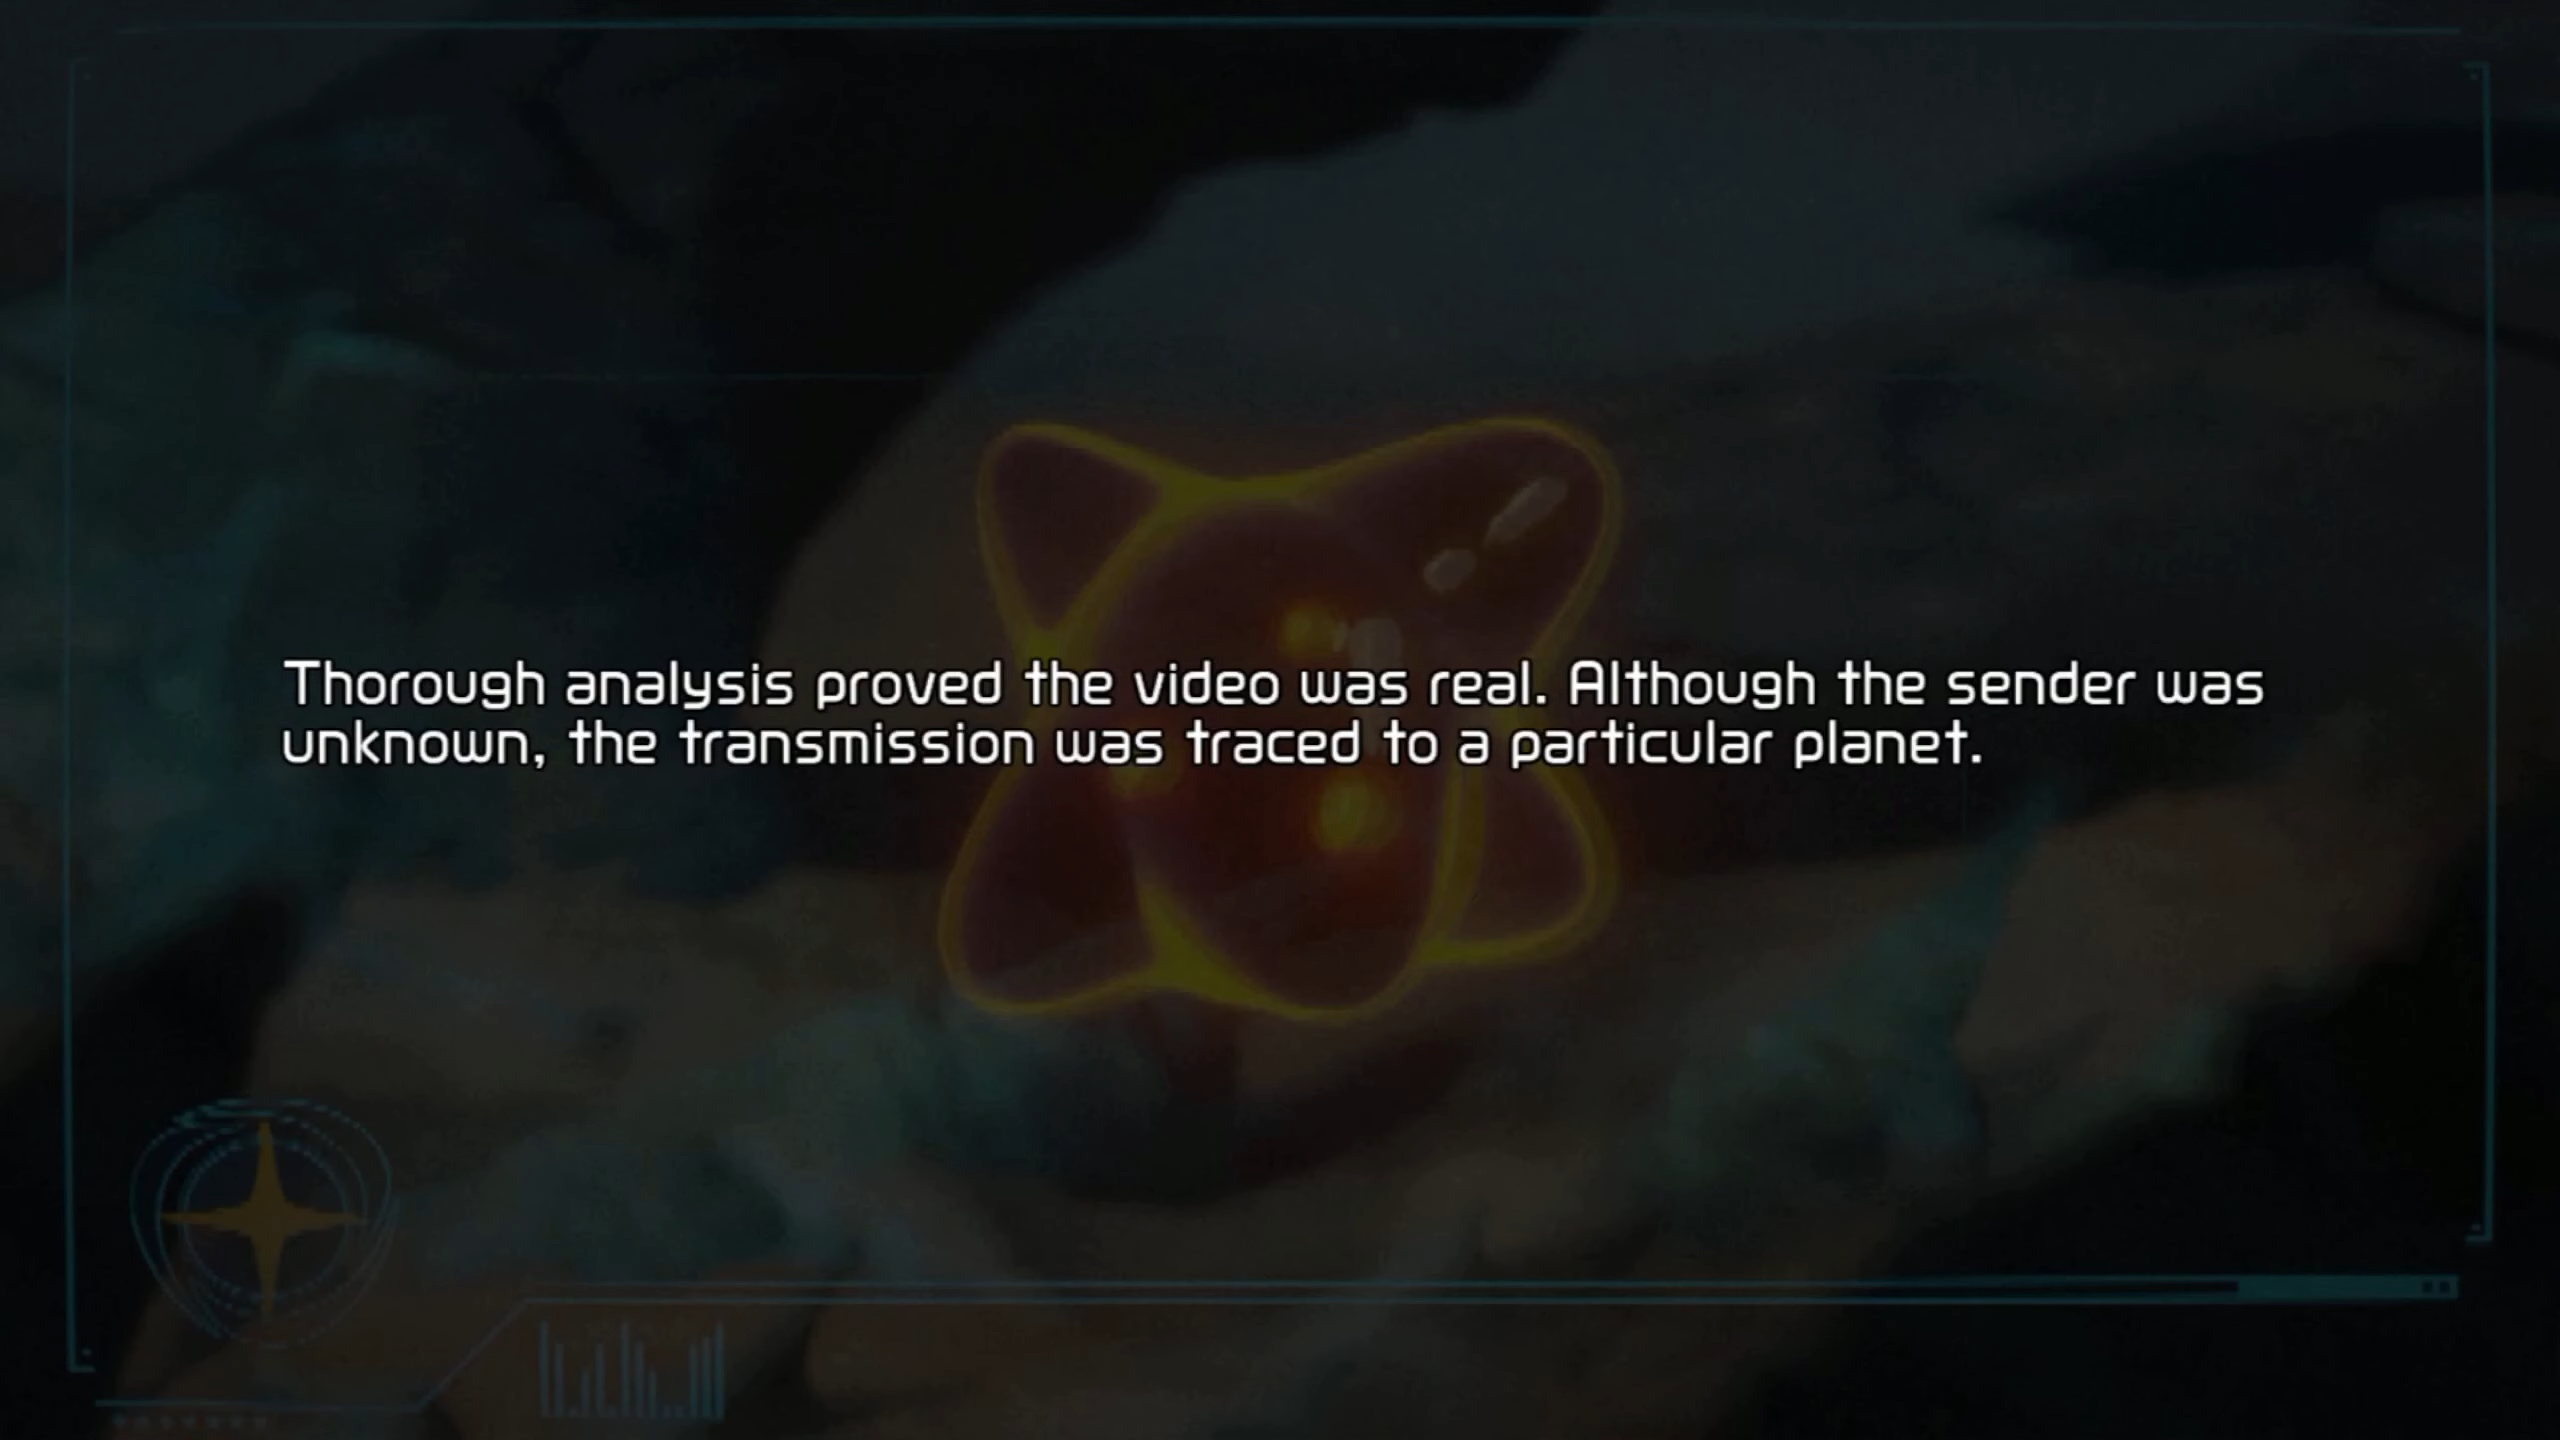 Thorough analysis proved the video was real. Although the sender was
unknown, the transmission was traced to a particular planet.